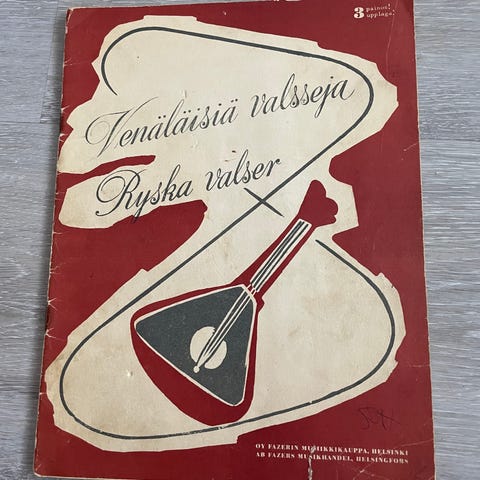 3 painos!
upplaga!
Venäläisiä valsseja
Ryska valser
OY FAZERIN MUSIIKKIKAUPPA, HELSINKI
AB FAZERS MUSIKHANDEL, HELSINGFORS